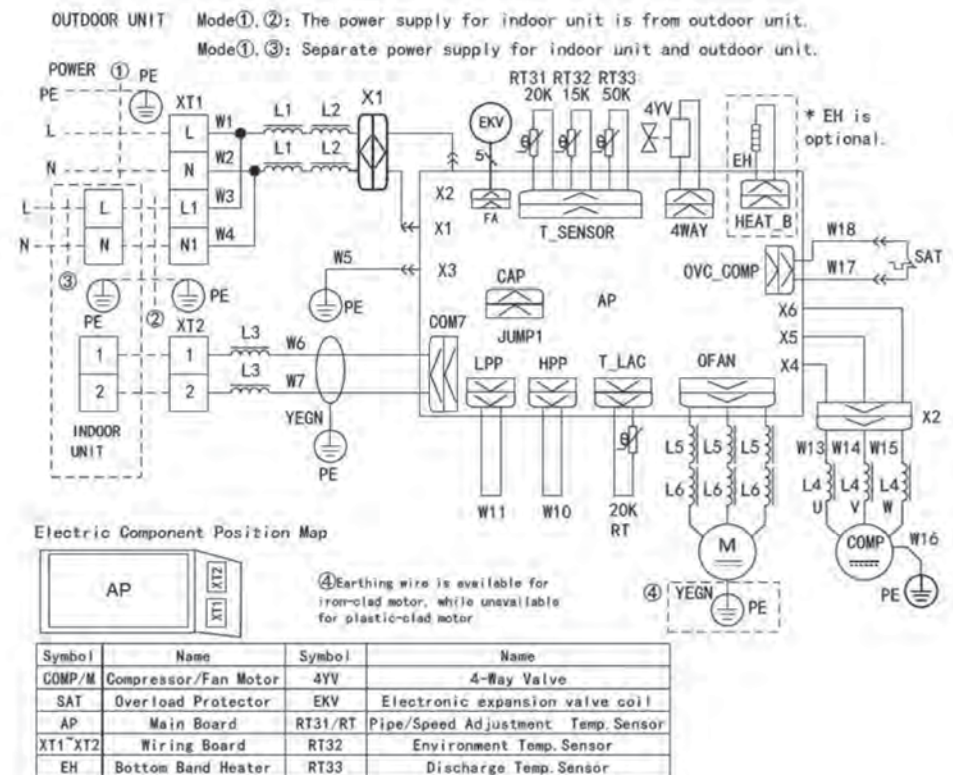 OUTDOOR UNIT Mode①,②: The power supply for indoor unit is from outdoor unit.
Mode①,③: Separate power supply for indoor unit and outdoor unit.
POWER ① PE
PE
L
N
XT1
L W1
N W2
L1 W3
N1 W4
L1 L2
L1 L2
X1
EKV
5
FA
RT31 RT32 RT33
20K 15K 50K
θ θ θ
T_SENSOR
4YV
4WAY
EH
HEAT_B
* EH is
optional.
X2
X1
X3
L
N
L
N
③
PE
②
PE
W5
PE
CAP
JUMP1
AP
OVC_COMP
W18
W17
SAT
X6
X5
X4
XT2
1
2
1
2
INDOOR
UNIT
L3
L3
W6
W7
YEGN
PE
COM7
LPP HPP T_LAC OFAN
W11 W10
θ
20K
RT
L5 L5 L5
L6 L6 L6
M
④ YEGN
PE
X2
W13 W14 W15
L4 L4 L4
U V W
COMP
W16
PE
Electric Component Position Map
AP
XT2
XT1
④Earthing wire is available for
iron-clad motor, while unavailable
for plastic-clad motor
Symbol Name Symbol Name
COMP/M Compressor/Fan Motor 4YV 4-Way Valve
SAT Overload Protector EKV Electronic expansion valve coil
AP Main Board RT31/RT Pipe/Speed Adjustment Temp.Sensor
XT1~XT2 Wiring Board RT32 Environment Temp.Sensor
EH Bottom Band Heater RT33 Discharge Temp.Sensor